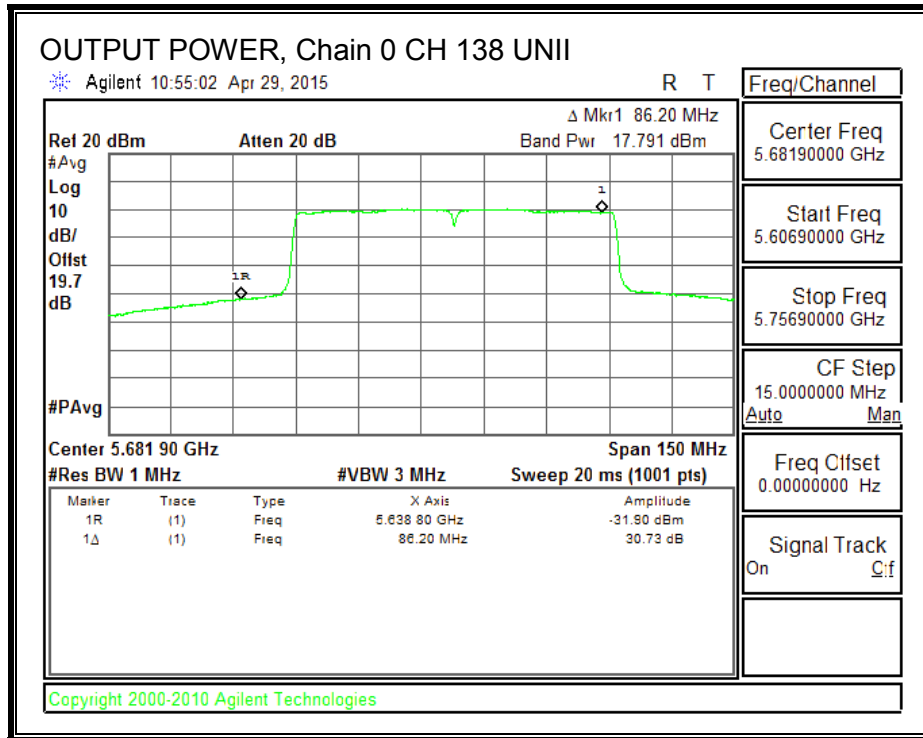 OUTPUT POWER, Chain 0 CH 138 UNII
Agilent 10:55:02 Apr 29, 2015 R T
Freq/Channel
Δ Mkr1 86.20 MHz
Ref 20 dBm Atten 20 dB Band Pwr 17.791 dBm
#Avg
Log
10
dB/
Offst
19.7
dB
1R
1
#PAvg
Center 5.681 90 GHz Span 150 MHz
#Res BW 1 MHz #VBW 3 MHz Sweep 20 ms (1001 pts)
Marker Trace Type X Axis Amplitude
1R (1) Freq 5.638 80 GHz -31.90 dBm
1Δ (1) Freq 86.20 MHz 30.73 dB
Center Freq
5.68190000 GHz
Start Freq
5.60690000 GHz
Stop Freq
5.75690000 GHz
CF Step
15.0000000 MHz
Auto Man
Freq Offset
0.00000000 Hz
Signal Track
On Off
Copyright 2000-2010 Agilent Technologies